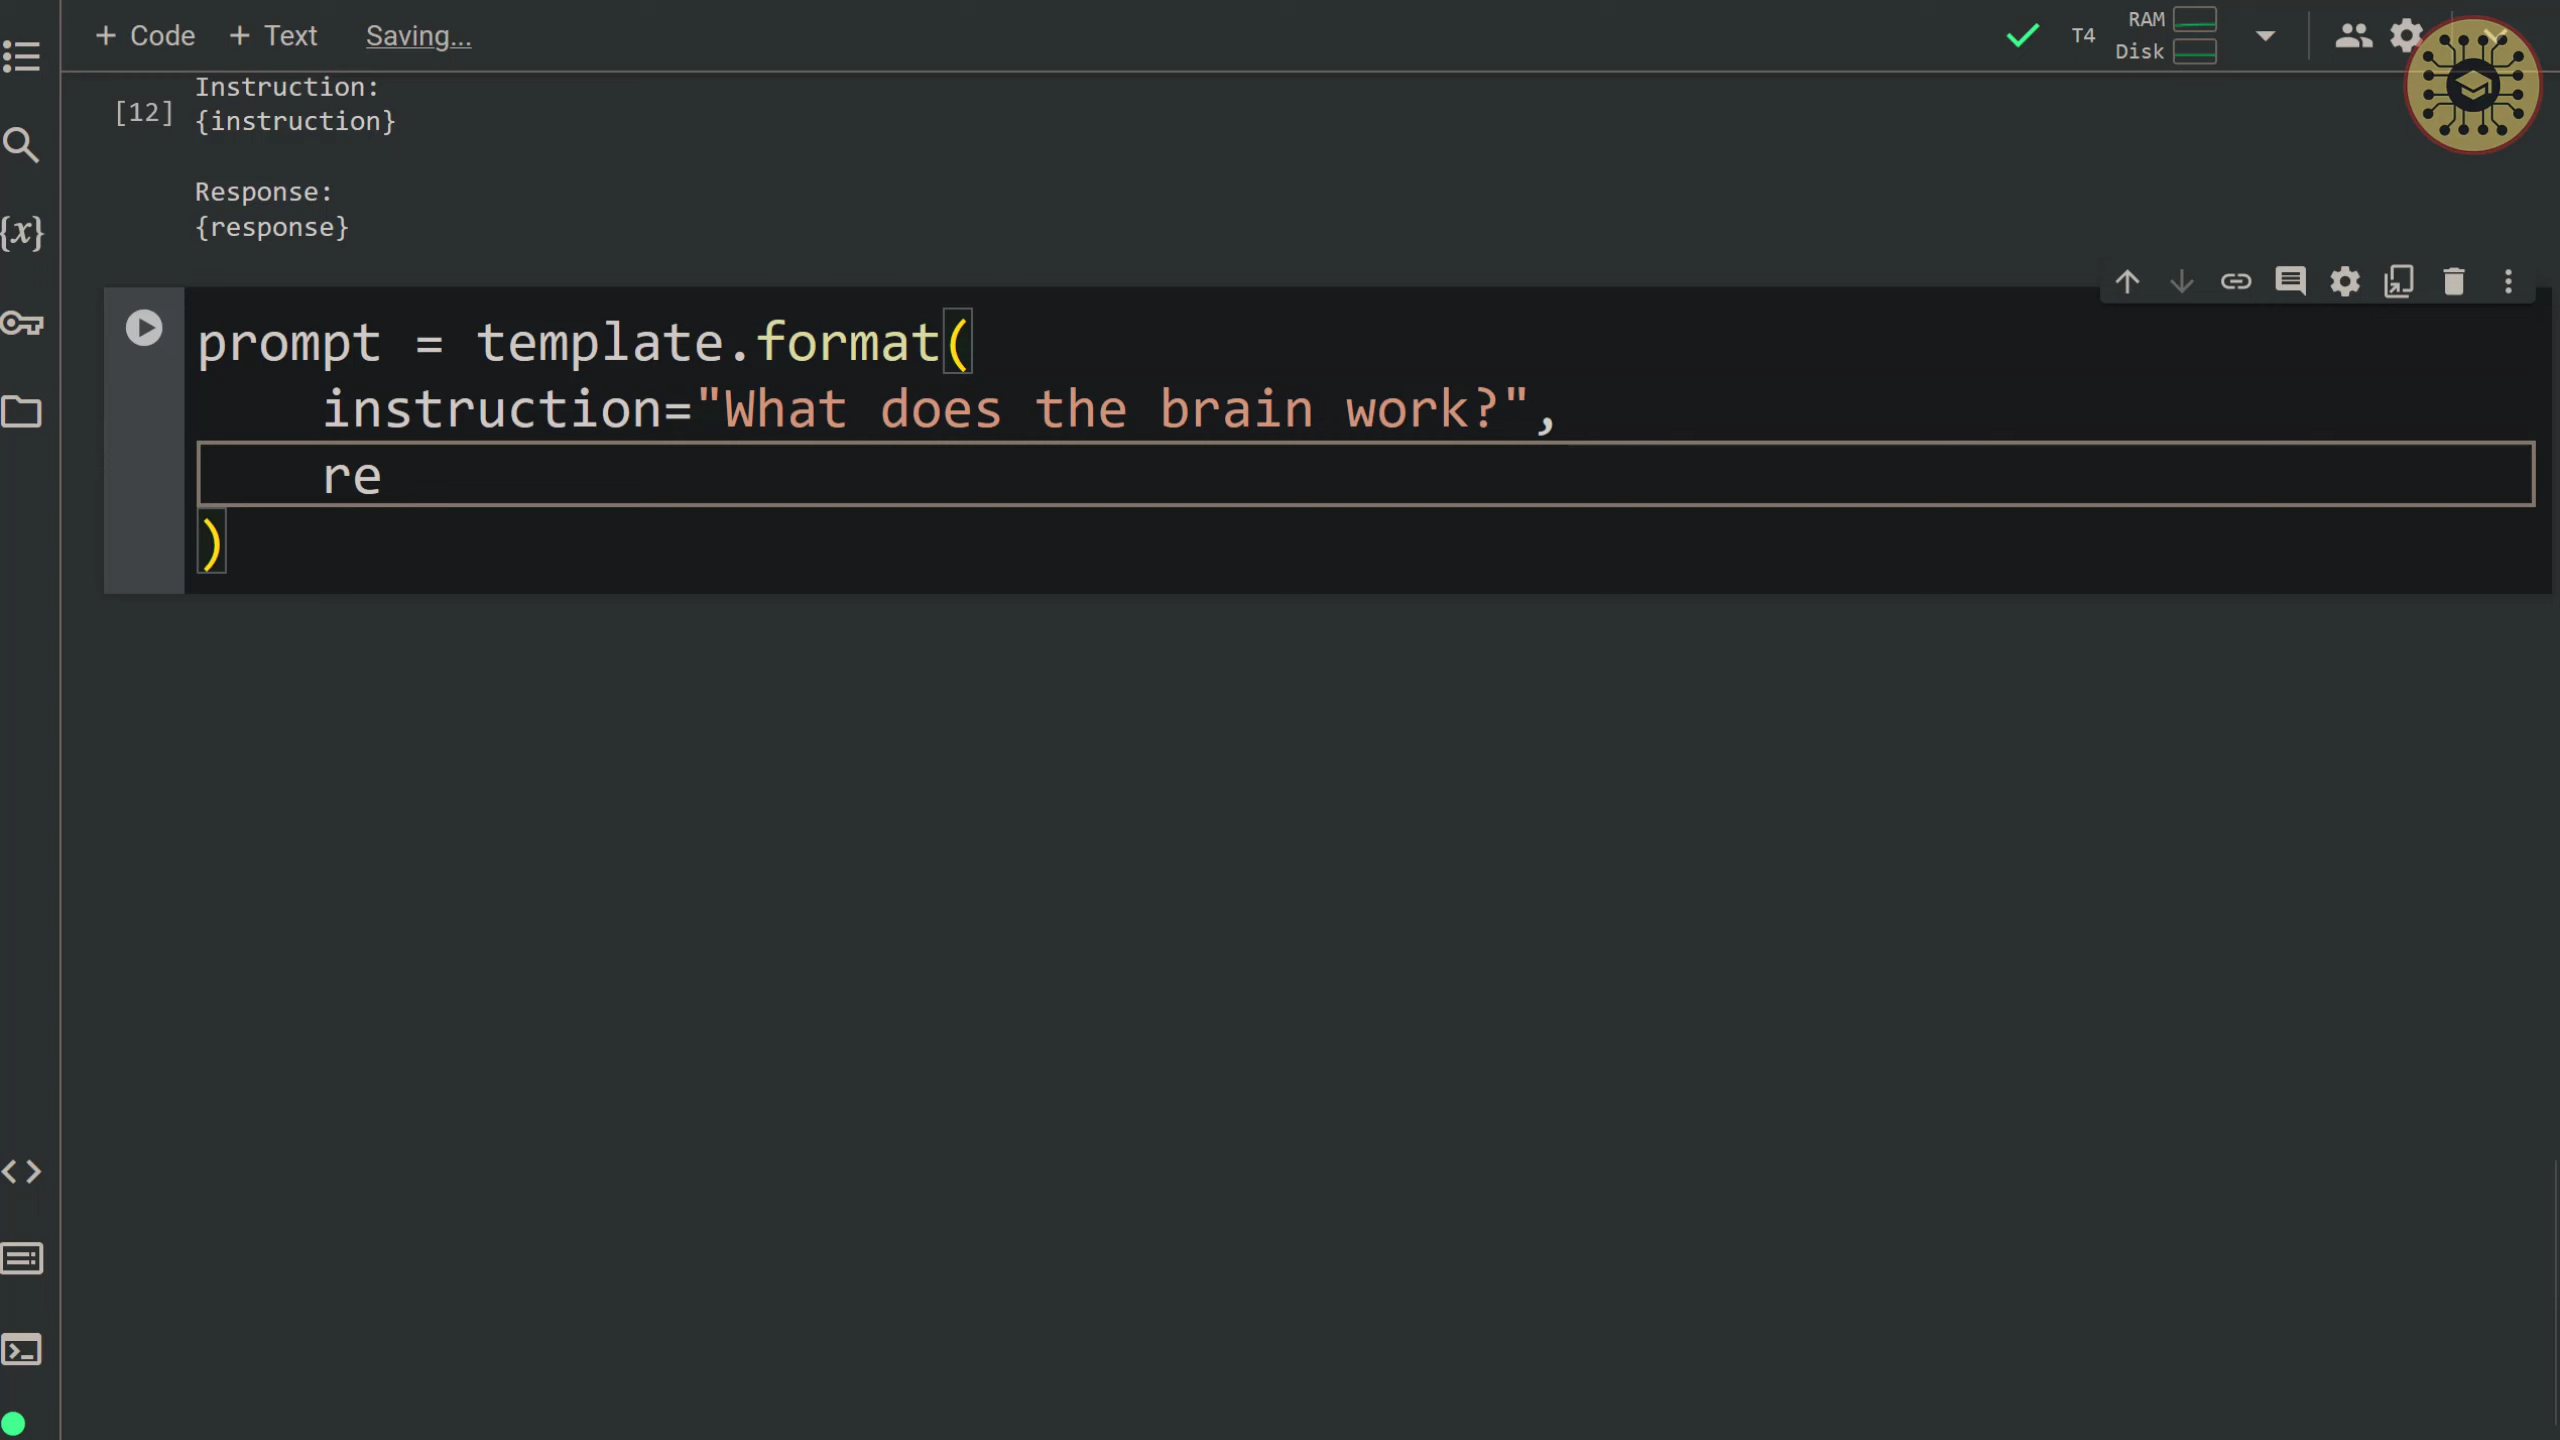 + Code + Text Saving...
T4
RAM
Disk
[12]
Instruction:
{instruction}
Response:
{response}
{x}
prompt = template.format(
instruction="What does the brain work?",
re
)